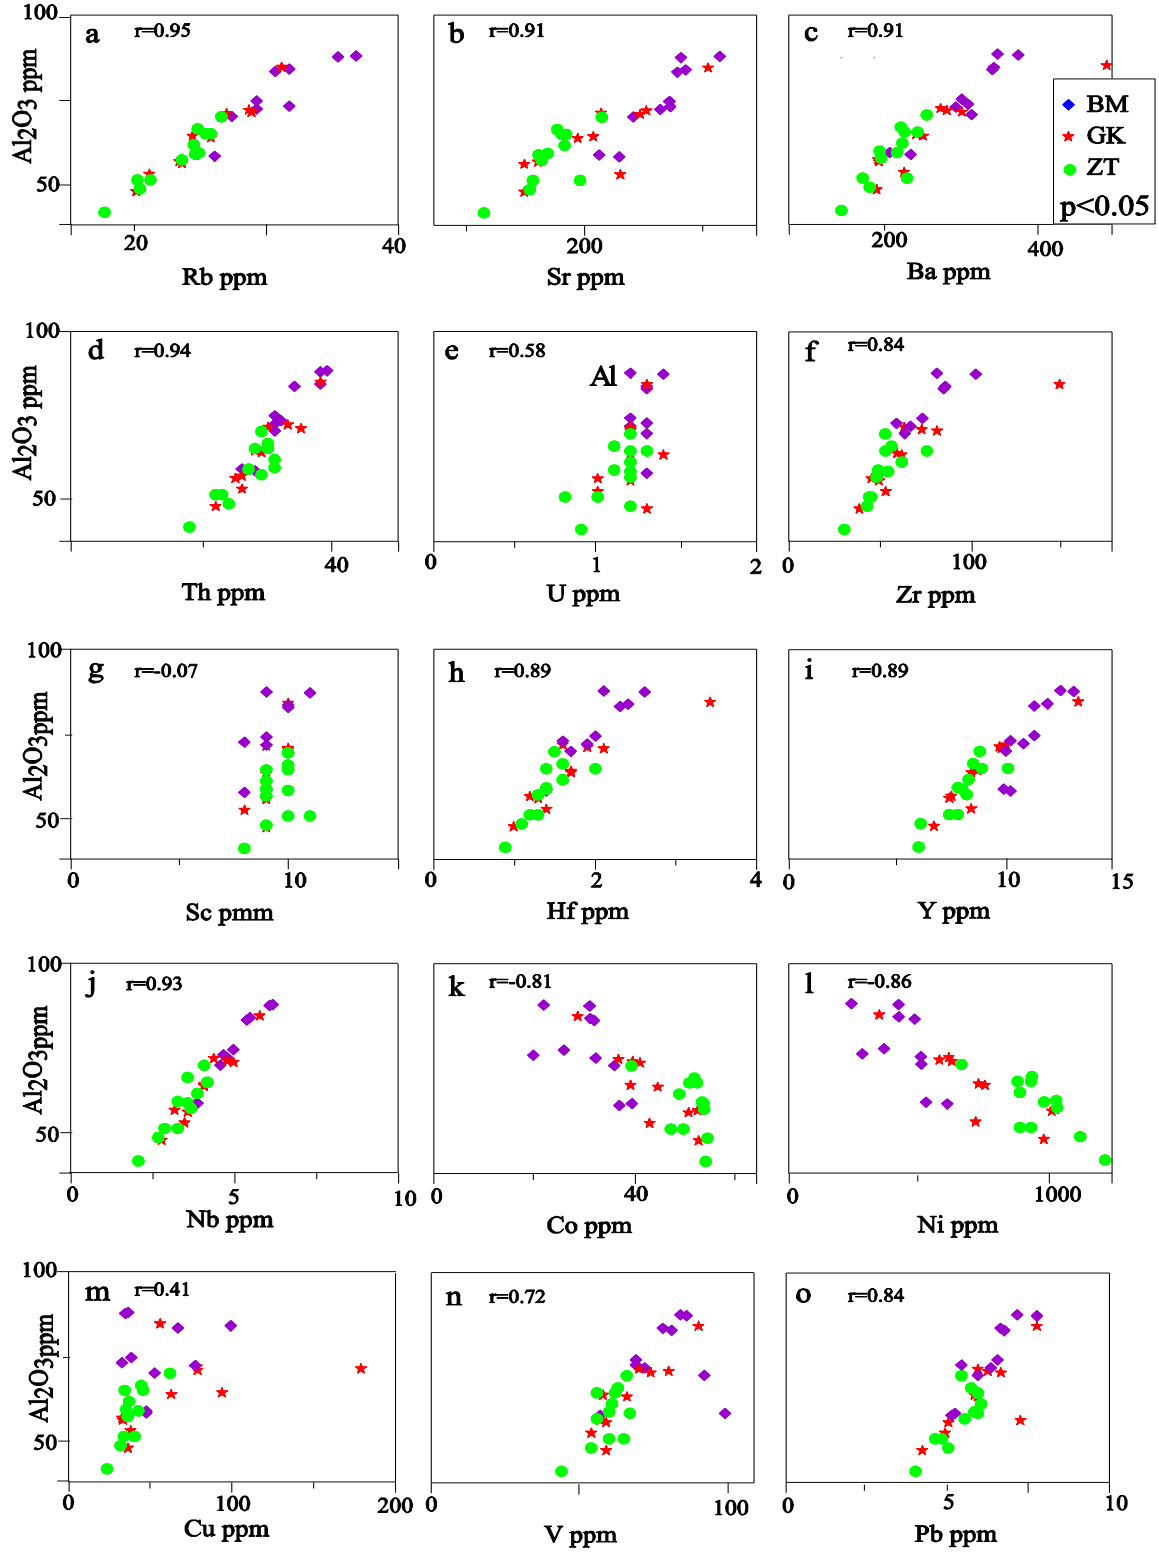 100
a
r=0.95
b
r=0.91
c
r=0.91
BM
GK
ZT
p<0.05
Al2O3 ppm
50
20
40
200
200
400
Rb ppm
Sr ppm
Ba ppm
100
d
r=0.94
e
r=0.58
f
r=0.84
Al
Al2O3 ppm
50
40
0
1
2
0
100
Th ppm
U ppm
Zr ppm
100
g
r=-0.07
h
r=0.89
i
r=0.89
Al2O3ppm
50
0
10
0
2
4
0
10
15
Sc pmm
Hf ppm
Y ppm
100
j
r=0.93
k
r=-0.81
l
r=-0.86
Al2O3ppm
50
0
5
10
0
40
0
1000
Nb ppm
Co ppm
Ni ppm
100
m
r=0.41
n
r=0.72
o
r=0.84
Al2O3ppm
50
0
100
200
0
100
0
5
10
Cu ppm
V ppm
Pb ppm